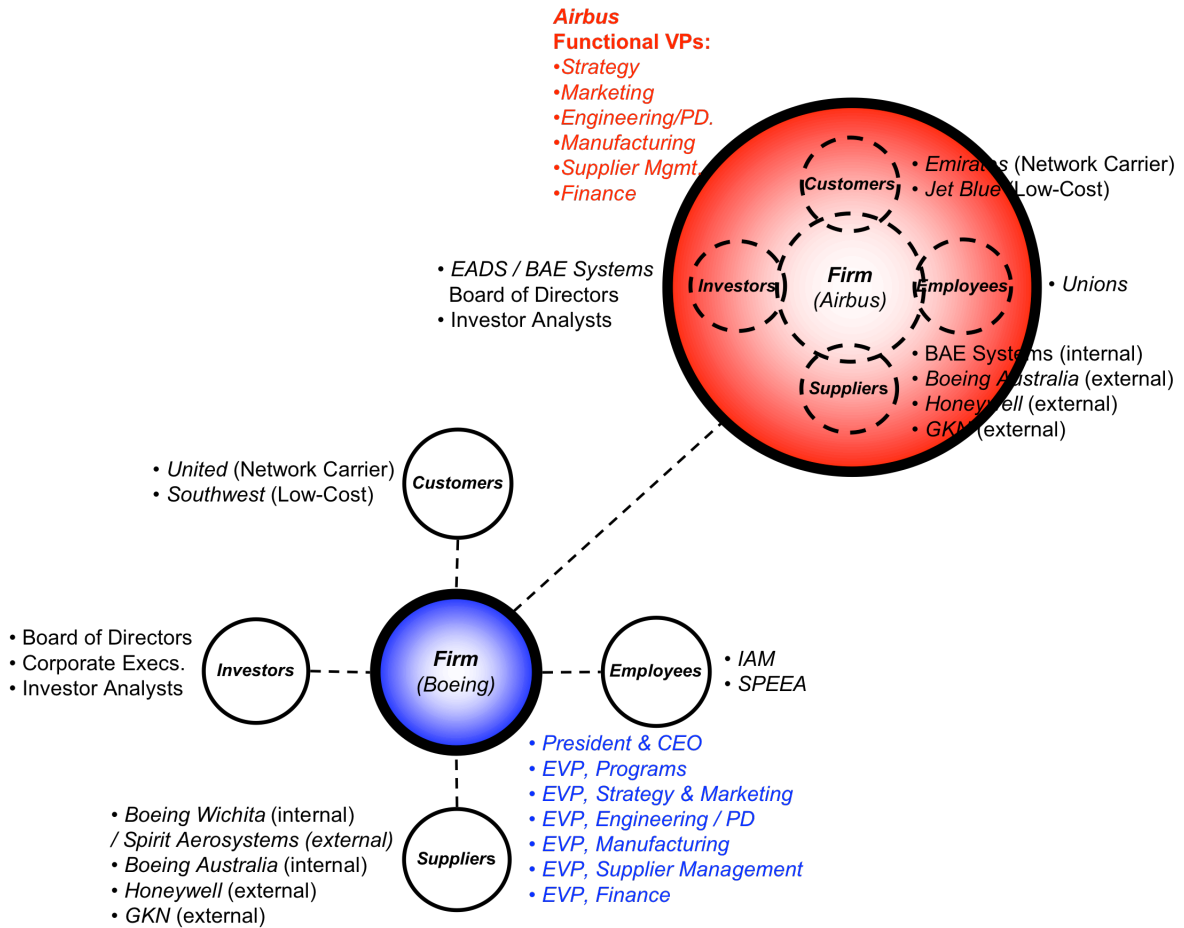 Airbus
Functional VPs:
•Strategy
•Marketing
•Engineering/PD.
•Manufacturing
•Supplier Mgmt.
•Finance
Customers
• Emirates (Network Carrier)
• Jet Blue (Low-Cost)
• EADS / BAE Systems
Board of Directors
• Investor Analysts
Investors
Firm
(Airbus)
Employees
• Unions
Suppliers
• BAE Systems (internal)
• Boeing Australia (external)
• Honeywell (external)
• GKN (external)
• United (Network Carrier)
• Southwest (Low-Cost)
Customers
• Board of Directors
• Corporate Execs.
• Investor Analysts
Investors
Firm
(Boeing)
Employees
• IAM
• SPEEA
• President & CEO
• EVP, Programs
• EVP, Strategy & Marketing
• EVP, Engineering / PD
• EVP, Manufacturing
• EVP, Supplier Management
• EVP, Finance
• Boeing Wichita (internal)
/ Spirit Aerosystems (external)
• Boeing Australia (internal)
• Honeywell (external)
• GKN (external)
Suppliers